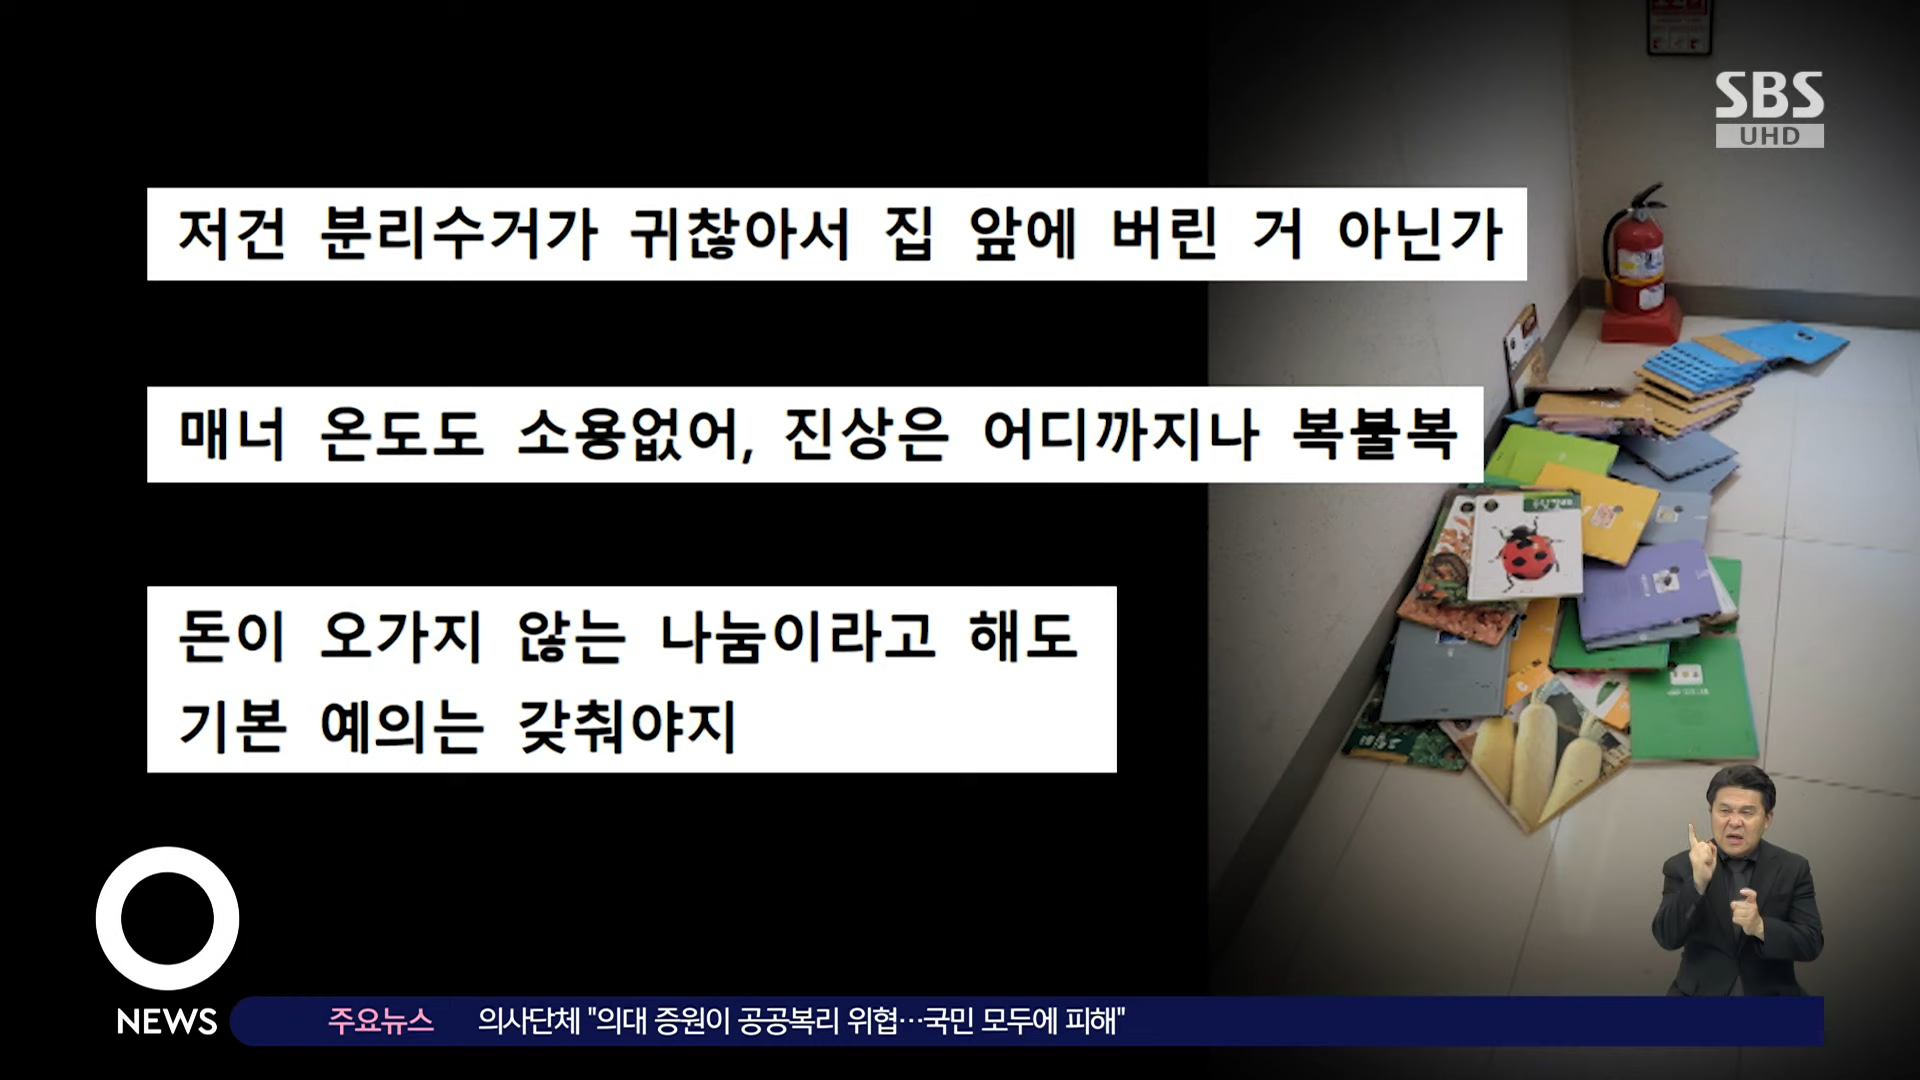 SBS
UHD
저건 분리수거가 귀찮아서 집 앞에 버린 거 아닌가
매너 온도도 소용없어, 진상은 어디까지나 복불복
돈이 오가지 않는 나눔이라고 해도
기본 예의는 갖춰야지
NEWS
주요뉴스 의사단체 "의대 증원이 공공복리 위협…국민 모두에 피해"